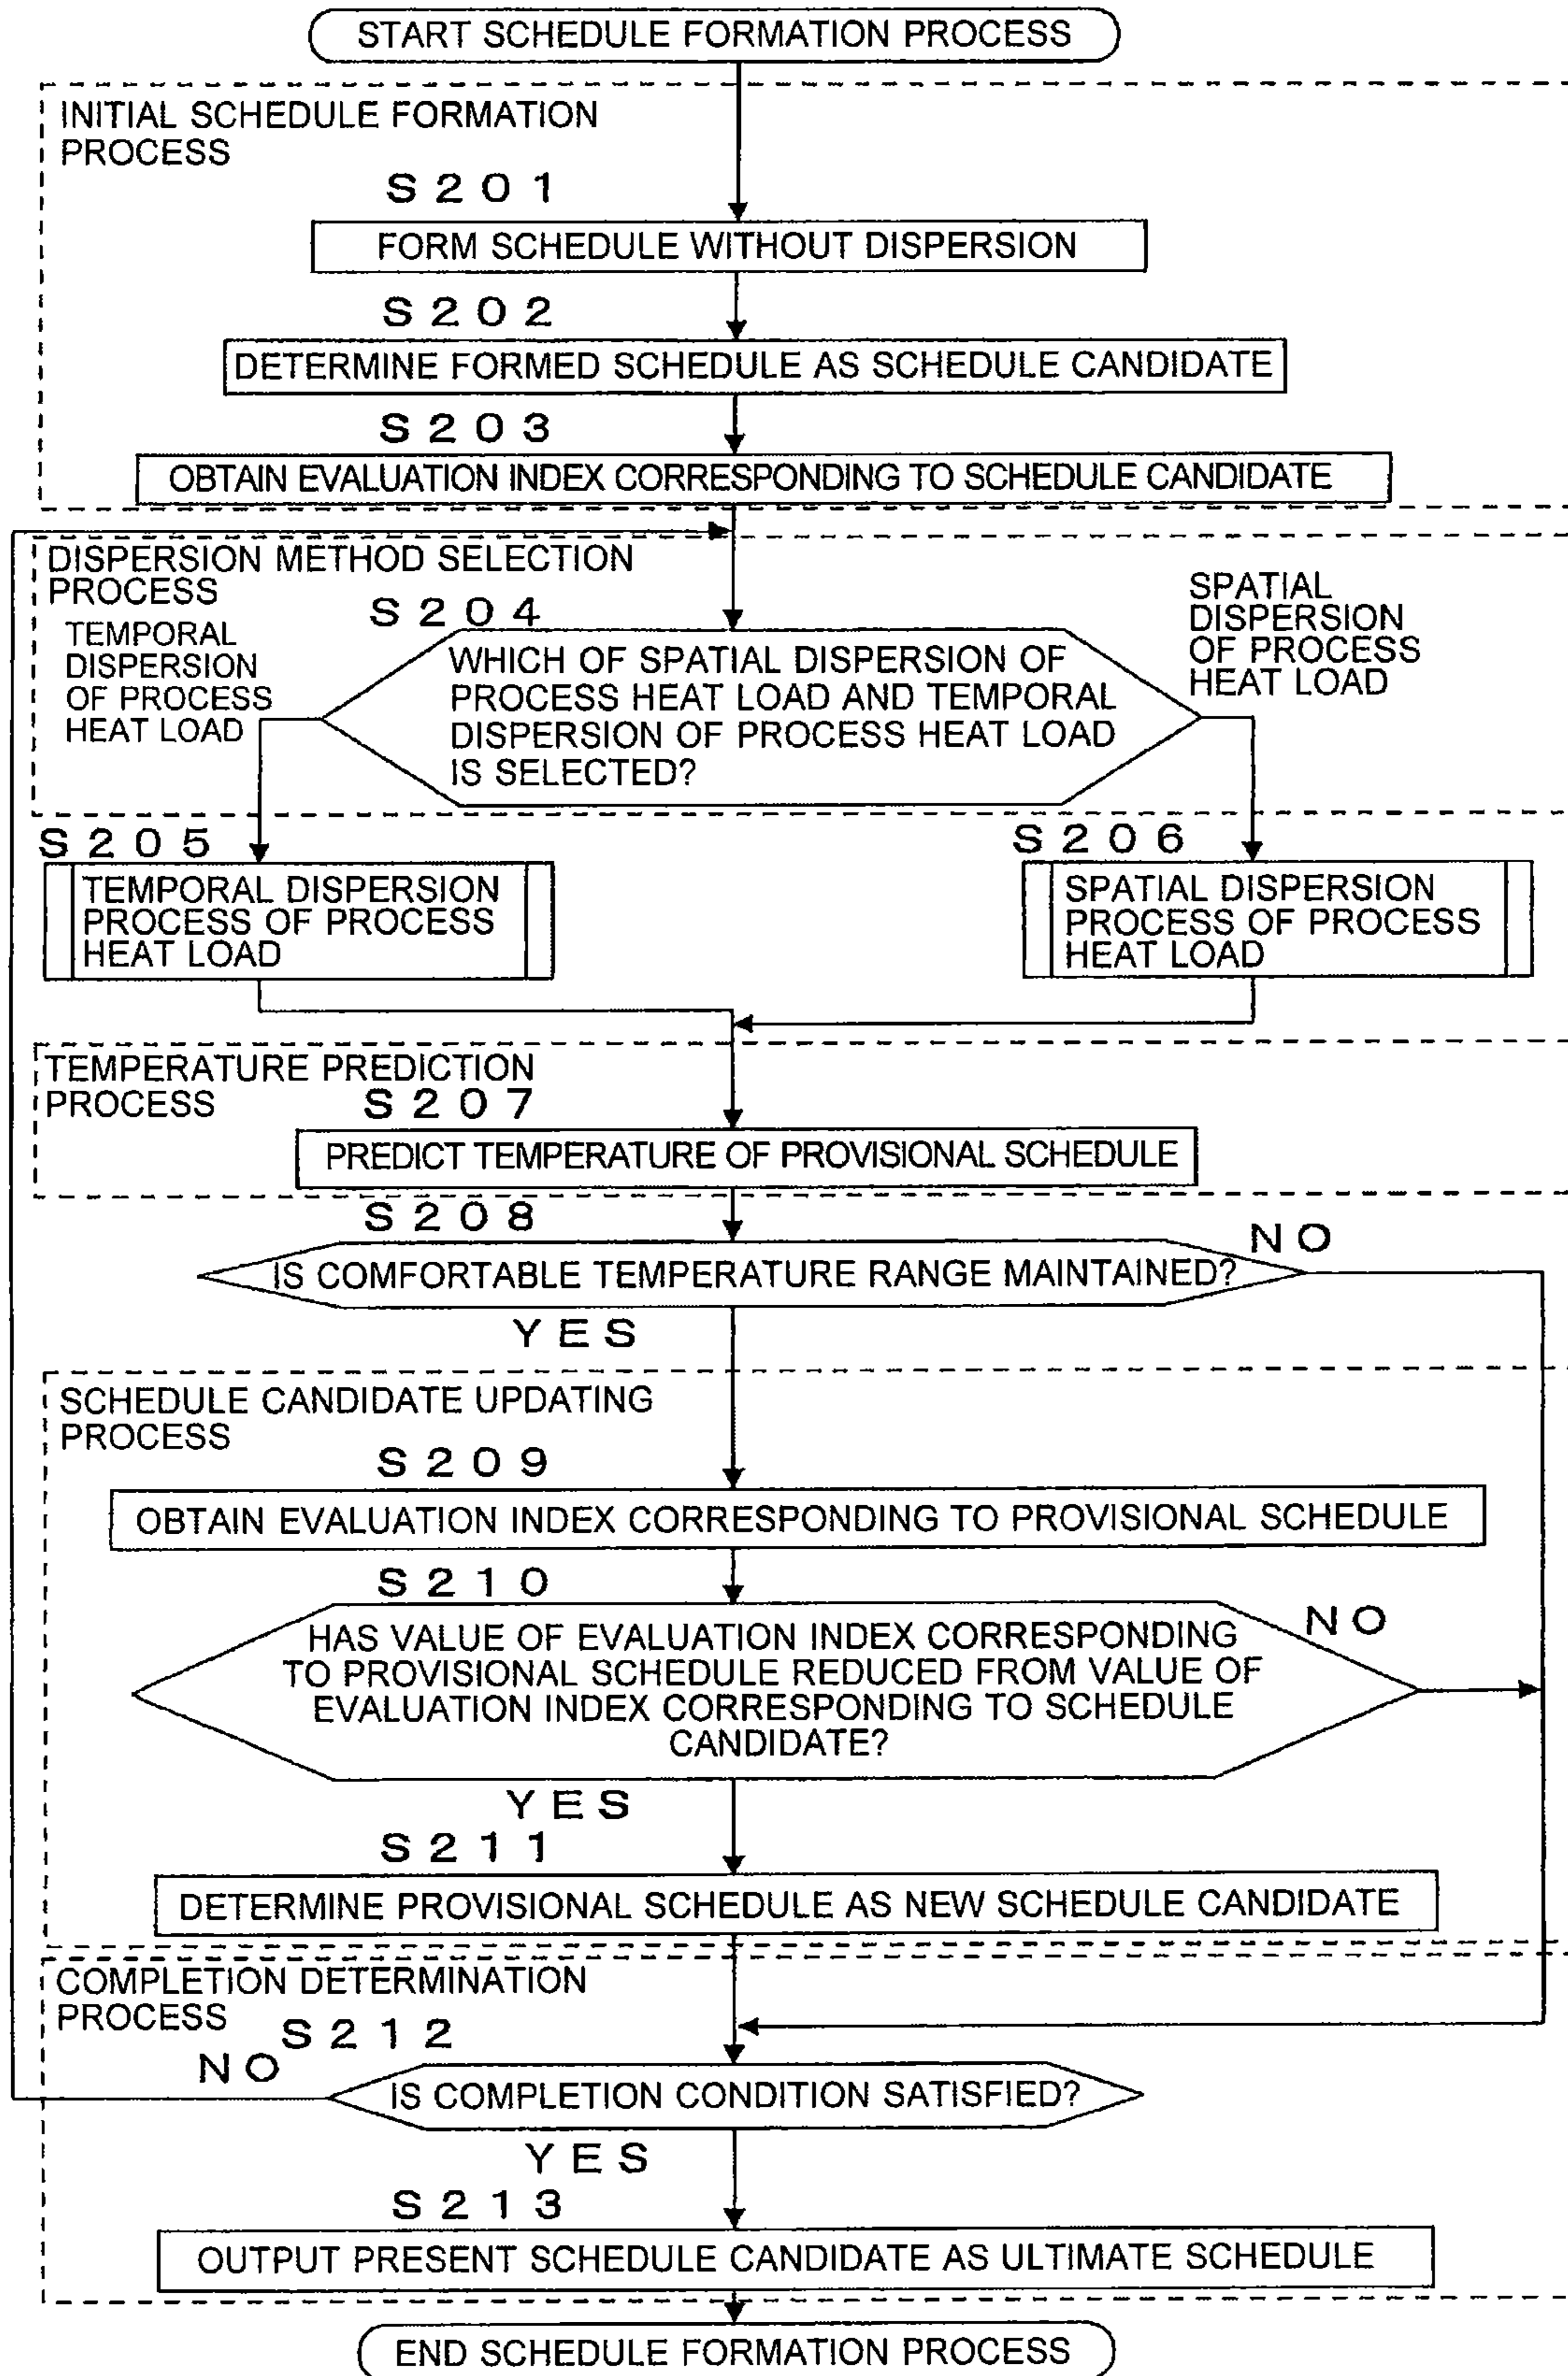 START SCHEDULE FORMATION PROCESS
INITIAL SCHEDULE FORMATION
PROCESS
S201
FORM SCHEDULE WITHOUT DISPERSION
S202
DETERMINE FORMED SCHEDULE AS SCHEDULE CANDIDATE
S203
OBTAIN EVALUATION INDEX CORRESPONDING TO SCHEDULE CANDIDATE
DISPERSION METHOD SELECTION
PROCESS
TEMPORAL
DISPERSION
OF PROCESS
HEAT LOAD
S204
WHICH OF SPATIAL DISPERSION OF
PROCESS HEAT LOAD AND TEMPORAL
DISPERSION OF PROCESS HEAT LOAD
IS SELECTED?
SPATIAL
DISPERSION
OF PROCESS
HEAT LOAD
S205
TEMPORAL DISPERSION
PROCESS OF PROCESS
HEAT LOAD
S206
SPATIAL DISPERSION
PROCESS OF PROCESS
HEAT LOAD
TEMPERATURE PREDICTION
PROCESS
S207
PREDICT TEMPERATURE OF PROVISIONAL SCHEDULE
S208
IS COMFORTABLE TEMPERATURE RANGE MAINTAINED?
NO
YES
SCHEDULE CANDIDATE UPDATING
PROCESS
S209
OBTAIN EVALUATION INDEX CORRESPONDING TO PROVISIONAL SCHEDULE
S210
HAS VALUE OF EVALUATION INDEX CORRESPONDING
TO PROVISIONAL SCHEDULE REDUCED FROM VALUE OF
EVALUATION INDEX CORRESPONDING TO SCHEDULE
CANDIDATE?
NO
YES
S211
DETERMINE PROVISIONAL SCHEDULE AS NEW SCHEDULE CANDIDATE
COMPLETION DETERMINATION
PROCESS
S212
NO
IS COMPLETION CONDITION SATISFIED?
YES
S213
OUTPUT PRESENT SCHEDULE CANDIDATE AS ULTIMATE SCHEDULE
END SCHEDULE FORMATION PROCESS